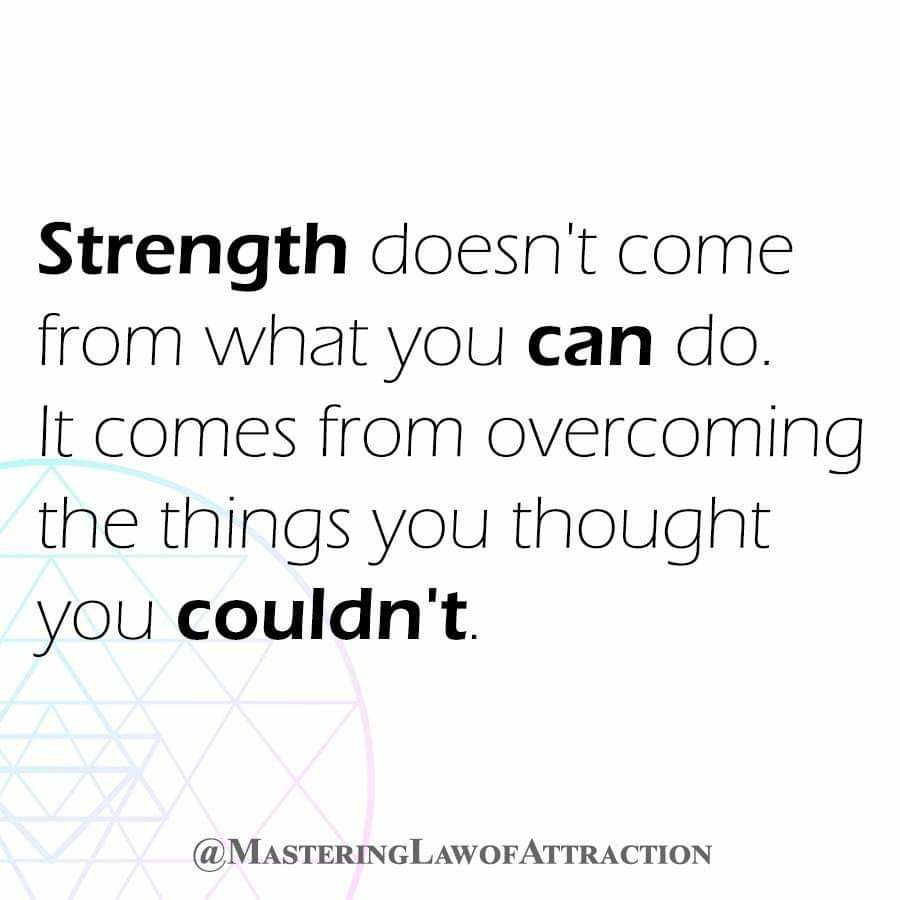 Strength doesn't come
from what you can do.
It comes from overcoming
the things you thought
you couldn't.
@MasteringLawofAttraction